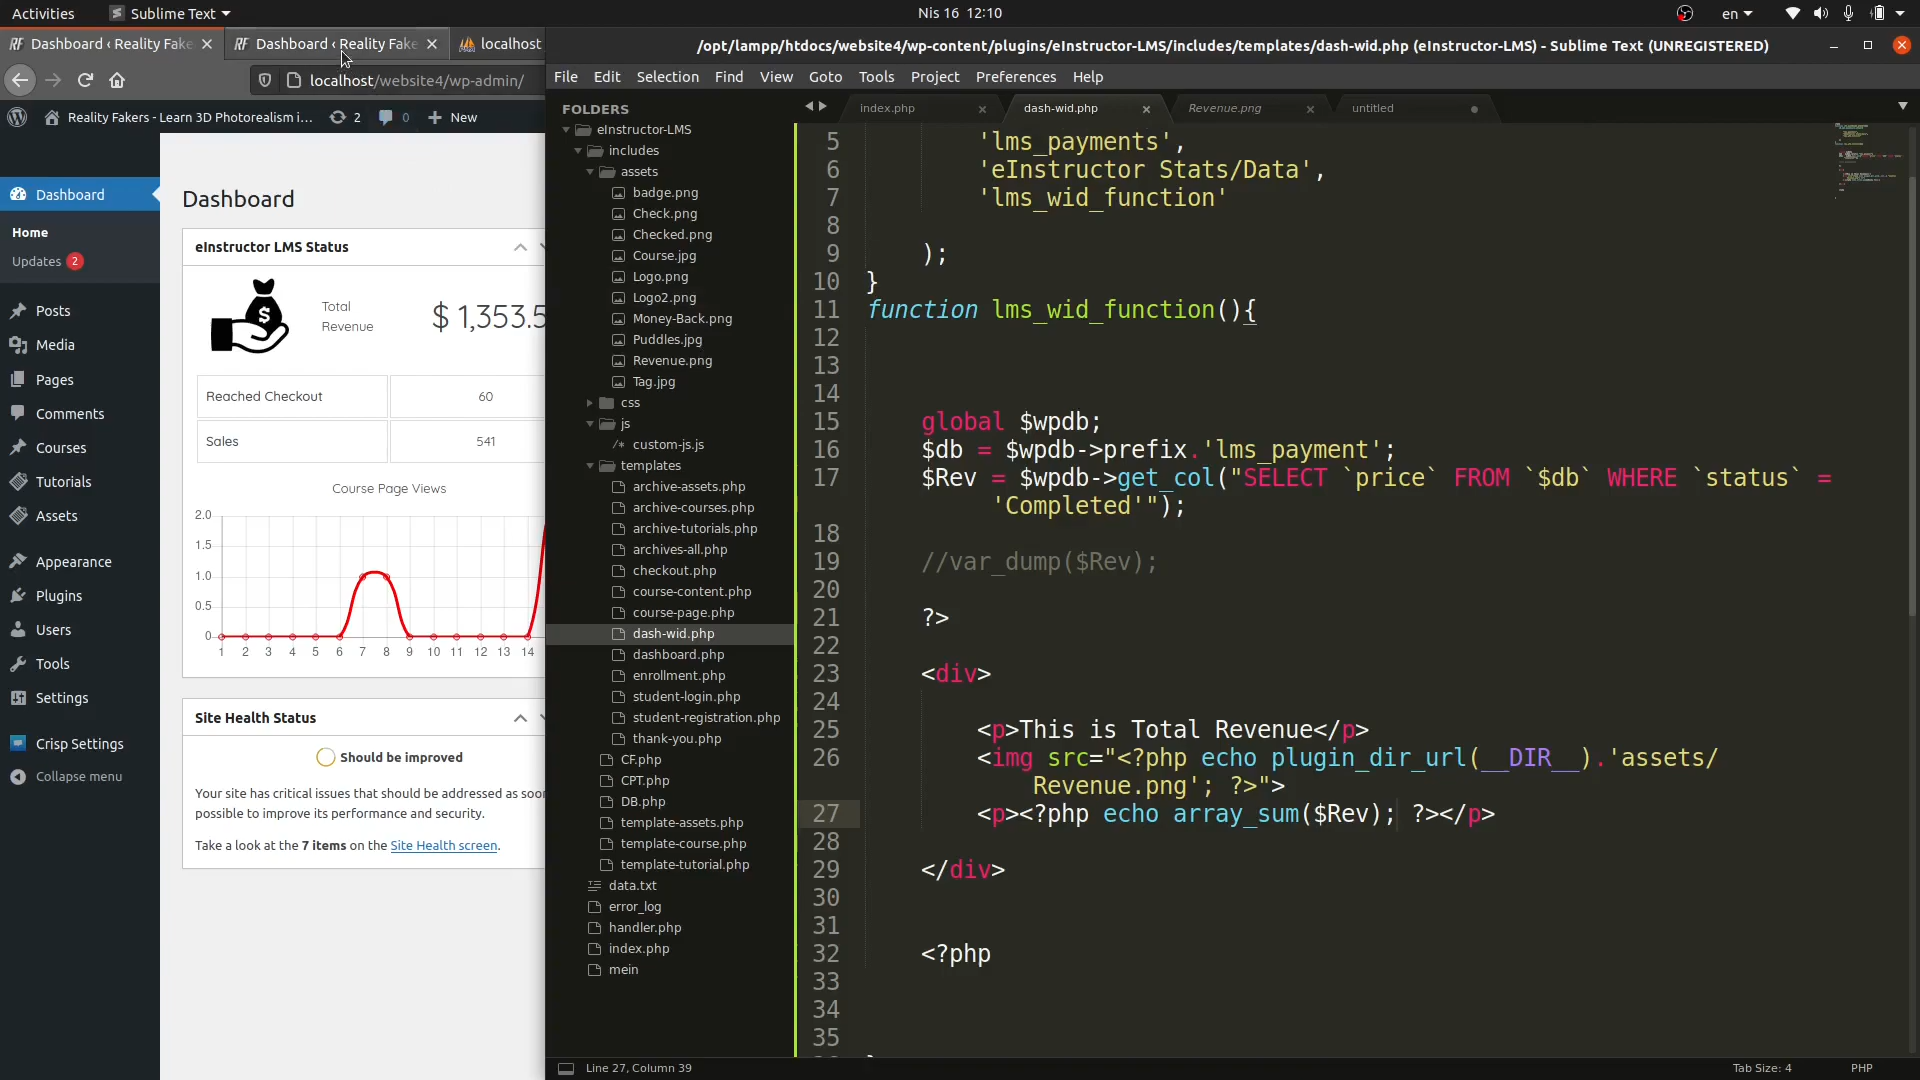 Activities
Sublime Text
Nis 16 12:10
en
Dashboard ‹ Reality Fake
Dashboard ‹ Reality Fake
localhost
localhost/website4/wp-admin/
Reality Fakers - Learn 3D Photorealism i...
2
0
New
Dashboard
Home
Updates 2
Posts
Media
Pages
Comments
Courses
Tutorials
Assets
Appearance
Plugins
Users
Tools
Settings
Crisp Settings
Collapse menu
Dashboard
eInstructor LMS Status
Total
Revenue
$ 1,353.5
Reached Checkout 60
Sales 541
Course Page Views
2.0
1.5
1.0
0.5
0
1 2 3 4 5 6 7 8 9 10 11 12 13 14
Site Health Status
Should be improved
Your site has critical issues that should be addressed as soon
possible to improve its performance and security.
Take a look at the 7 items on the Site Health screen.
/opt/lampp/htdocs/website4/wp-content/plugins/eInstructor-LMS/includes/templates/dash-wid.php (eInstructor-LMS) - Sublime Text (UNREGISTERED)
File Edit Selection Find View Goto Tools Project Preferences Help
FOLDERS
eInstructor-LMS
includes
assets
badge.png
Check.png
Checked.png
Course.jpg
Logo.png
Logo2.png
Money-Back.png
Puddles.jpg
Revenue.png
Tag.jpg
css
js
/* custom-js.js
templates
archive-assets.php
archive-courses.php
archive-tutorials.php
archives-all.php
checkout.php
course-content.php
course-page.php
dash-wid.php
dashboard.php
enrollment.php
student-login.php
student-registration.php
thank-you.php
CF.php
CPT.php
DB.php
template-assets.php
template-course.php
template-tutorial.php
data.txt
error_log
handler.php
index.php
mein
index.php
dash-wid.php
Revenue.png
untitled
5 'lms_payments',
6 'eInstructor Stats/Data',
7 'lms_wid_function'
8
9 );
10 }
11 function lms_wid_function(){
12
13
14
15 global $wpdb;
16 $db = $wpdb->prefix.'lms_payment';
17 $Rev = $wpdb->get_col("SELECT `price` FROM `$db` WHERE `status` =
'Completed'");
18
19 //var_dump($Rev);
20
21 ?>
22
23 <div>
24
25 <p>This is Total Revenue</p>
26 <img src="<?php echo plugin_dir_url(__DIR__).'assets/
Revenue.png'; ?>">
27 <p><?php echo array_sum($Rev); ?></p>
28
29 </div>
30
31
32 <?php
33
34
35
Line 27, Column 39
Tab Size: 4
PHP